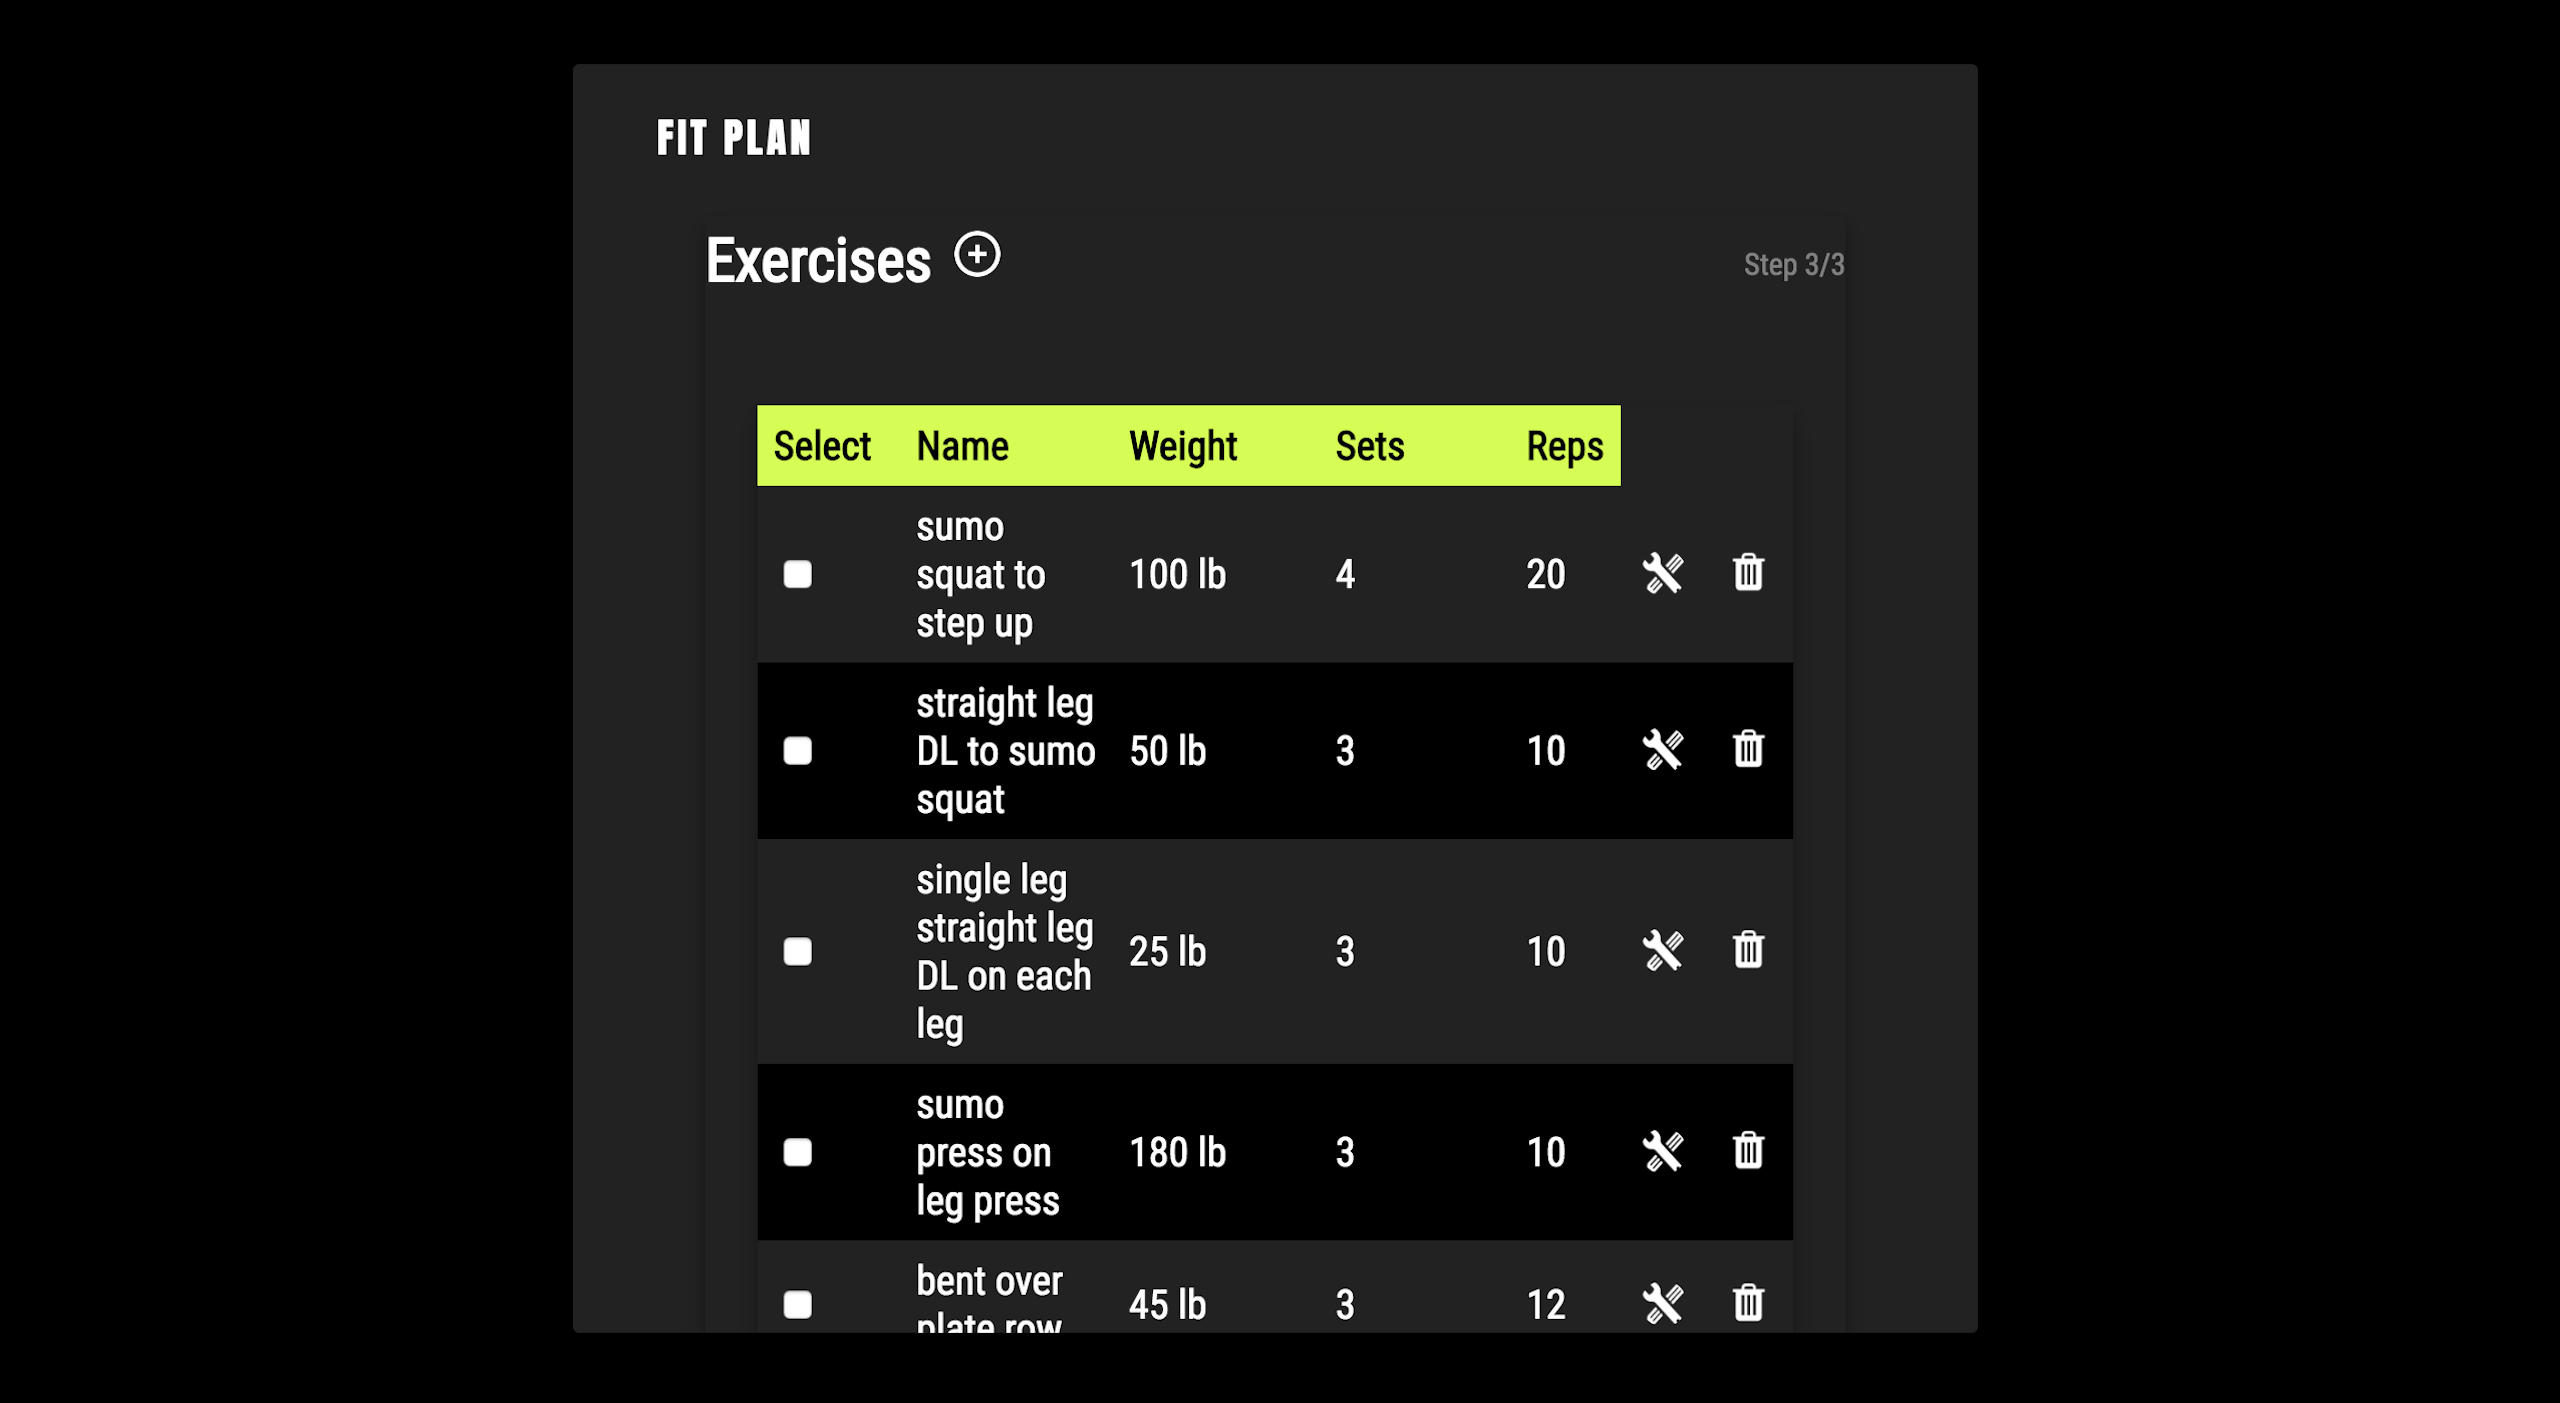 FIT PLAN
Exercises
Step 3/3
Select Name Weight Sets Reps
sumo
squat to
step up
100 lb 4 20
straight leg
DL to sumo
squat
50 lb 3 10
single leg
straight leg
DL on each
leg
25 lb 3 10
sumo
press on
leg press
180 lb 3 10
bent over
plate row
45 lb 3 12